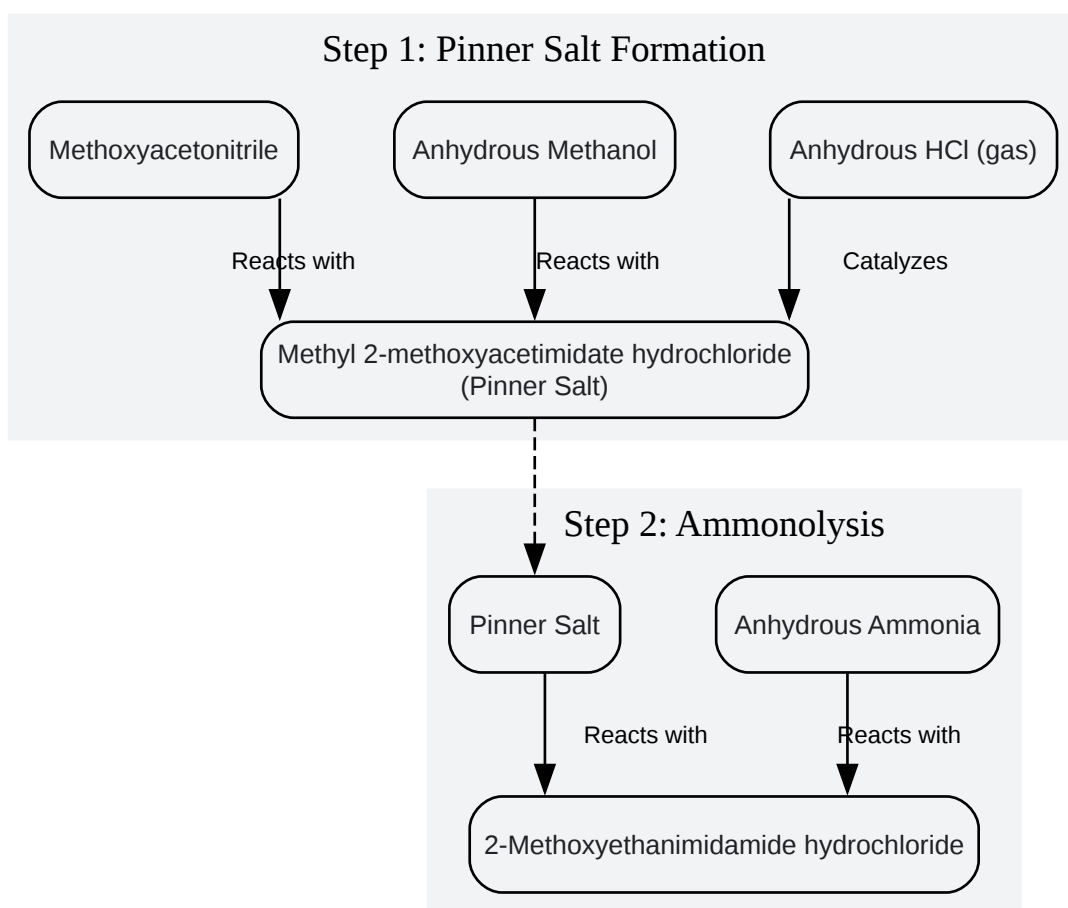 Step 1: Pinner Salt Formation
Methoxyacetonitrile
Anhydrous Methanol
Anhydrous HCl (gas)
Reacts with
Reacts with
Catalyzes
Methyl 2-methoxyacetimidate hydrochloride
(Pinner Salt)
Step 2: Ammonolysis
Pinner Salt
Anhydrous Ammonia
Reacts with
Reacts with
2-Methoxyethanimidamide hydrochloride